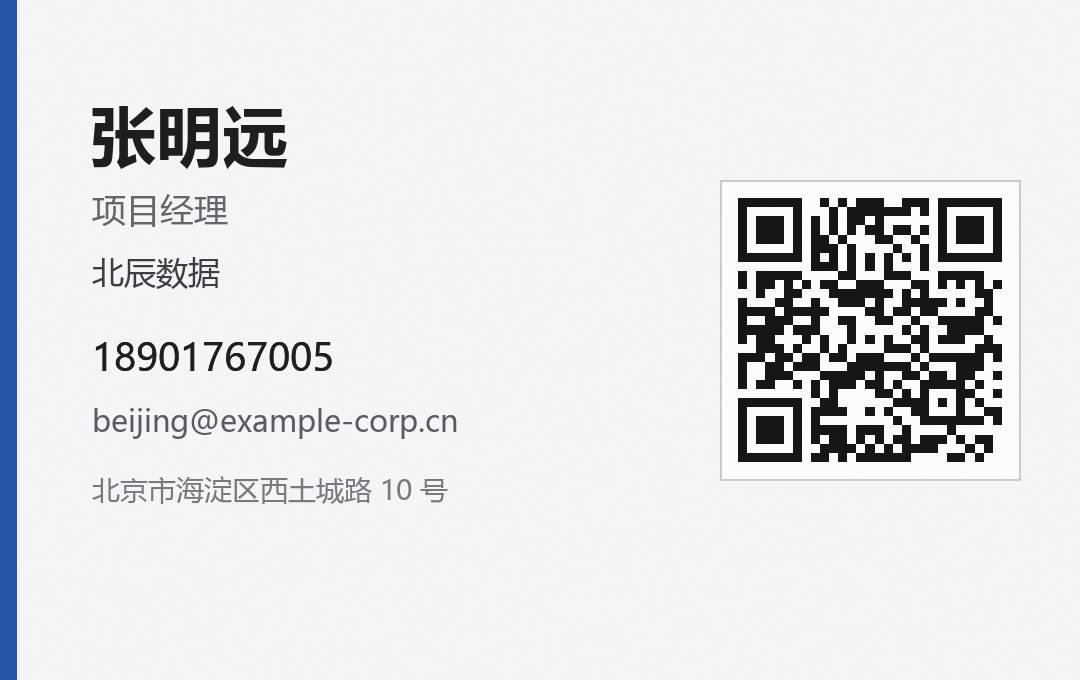 张明远
项目经理
北辰数据
18901767005
beijing@example-corp.cn
北京市海淀区西土城路 10 号